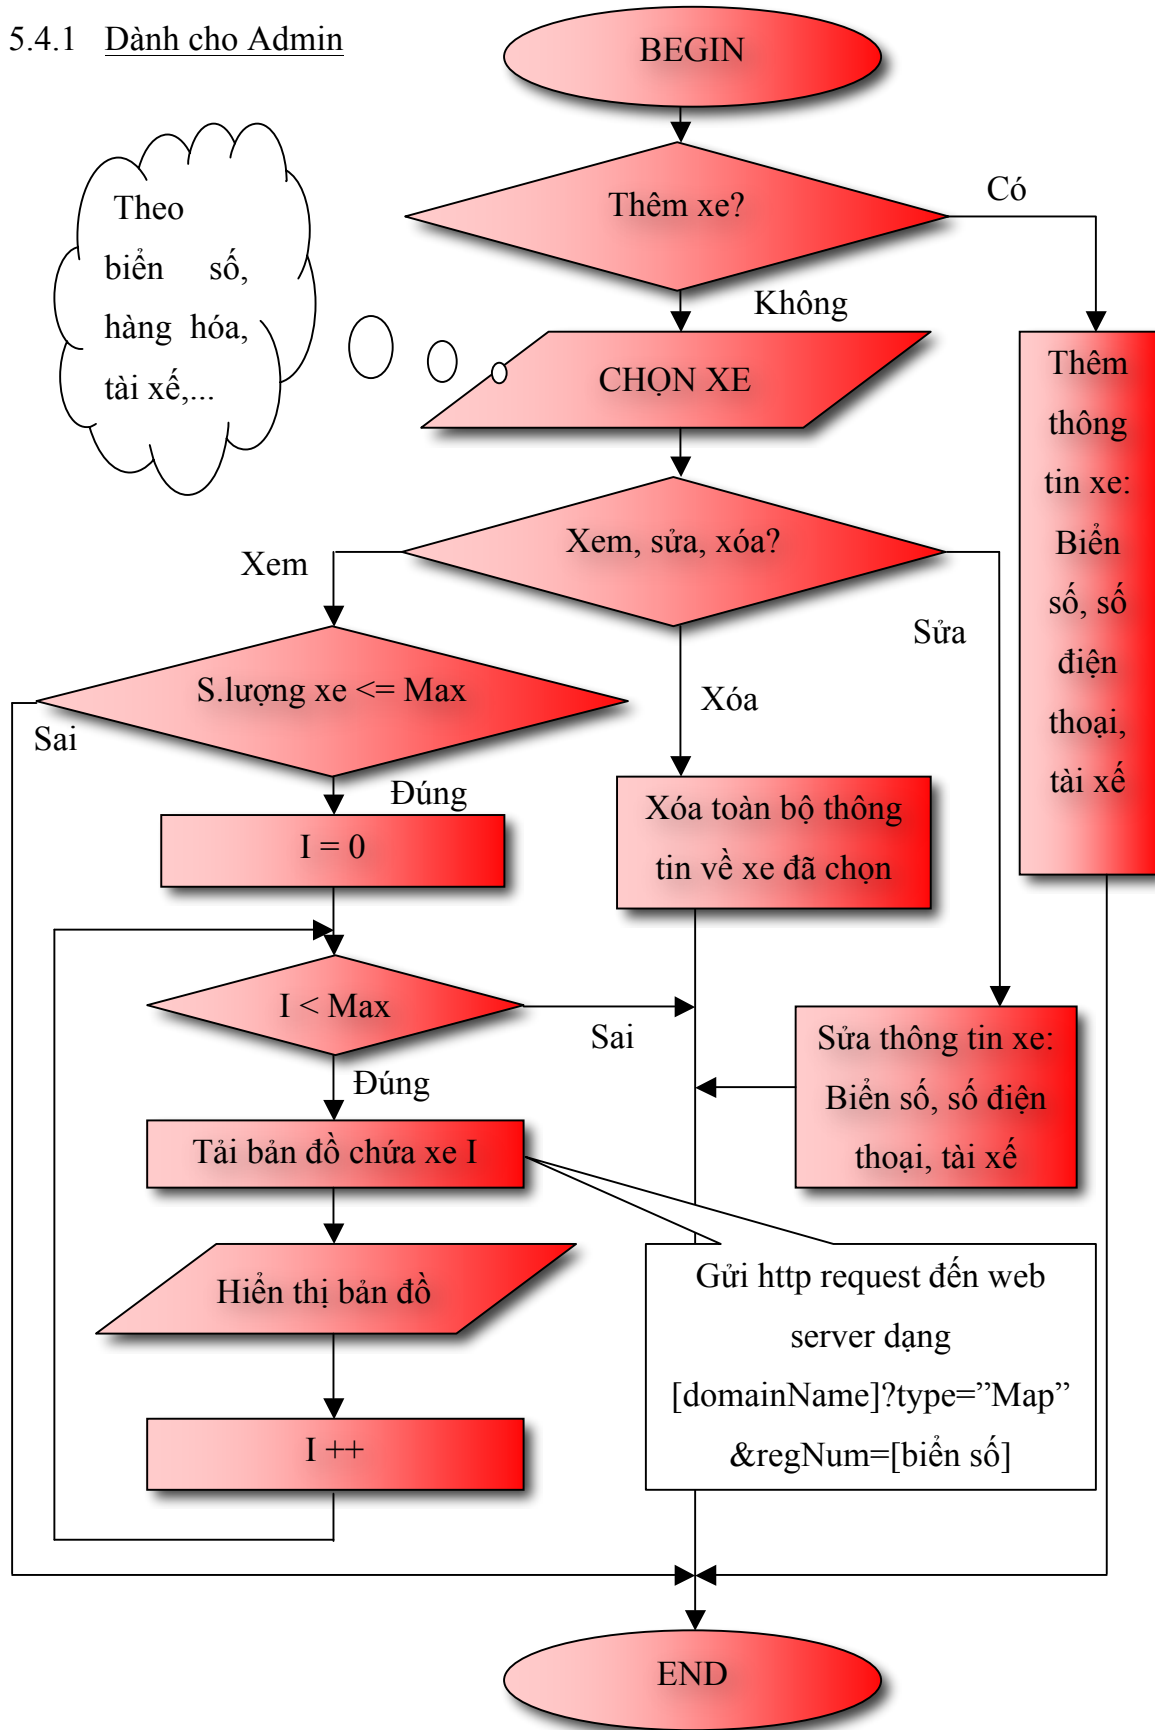 5.4.1 Dành cho Admin
BEGIN
Thêm xe?
Có
Theo
biển số,
hàng hóa,
tài xế,...
Không
CHỌN XE
Thêm
thông
tin xe:
Biển
số, số
điện
thoại,
tài xế
Xem, sửa, xóa?
Xem
Sửa
S.lượng xe <= Max
Xóa
Sai
Đúng
I = 0
Xóa toàn bộ thông
tin về xe đã chọn
I < Max
Sai
Đúng
Sửa thông tin xe:
Biển số, số điện
thoại, tài xế
Tải bản đồ chứa xe I
Hiển thị bản đồ
Gửi http request đến web
server dạng
[domainName]?type=”Map”
&regNum=[biển số]
I ++
END